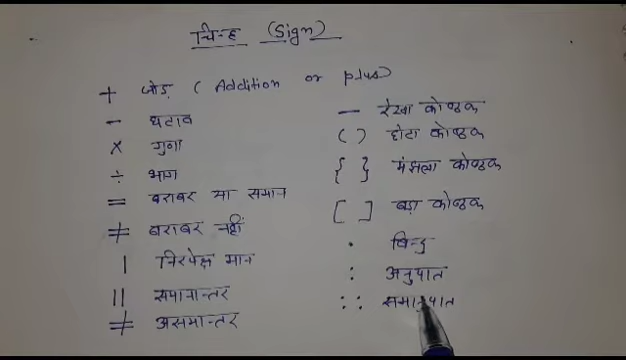 चिन्ह (Sign)
+ जोड़ (Addition or plus)
− घटाव
× गुणा
÷ भाग
= बराबर या समान
≠ बराबर नहीं
| निरपेक्ष मान
|| समानान्तर
≠ असमान्तर
— रेखा कोष्ठक
( ) छोटा कोष्ठक
{ } मंझला कोष्ठक
[ ] बड़ा कोष्ठक
. बिन्दु
: अनुपात
: : समानुपात